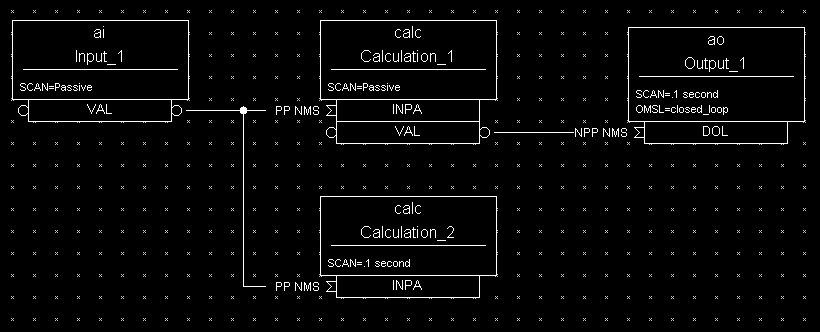 ai
Input_1
SCAN=Passive
VAL
calc
Calculation_1
SCAN=Passive
PP NMS
INPA
VAL
ao
Output_1
SCAN=.1 second
OMSL=closed_loop
NPP NMS
DOL
calc
Calculation_2
SCAN=.1 second
PP NMS
INPA